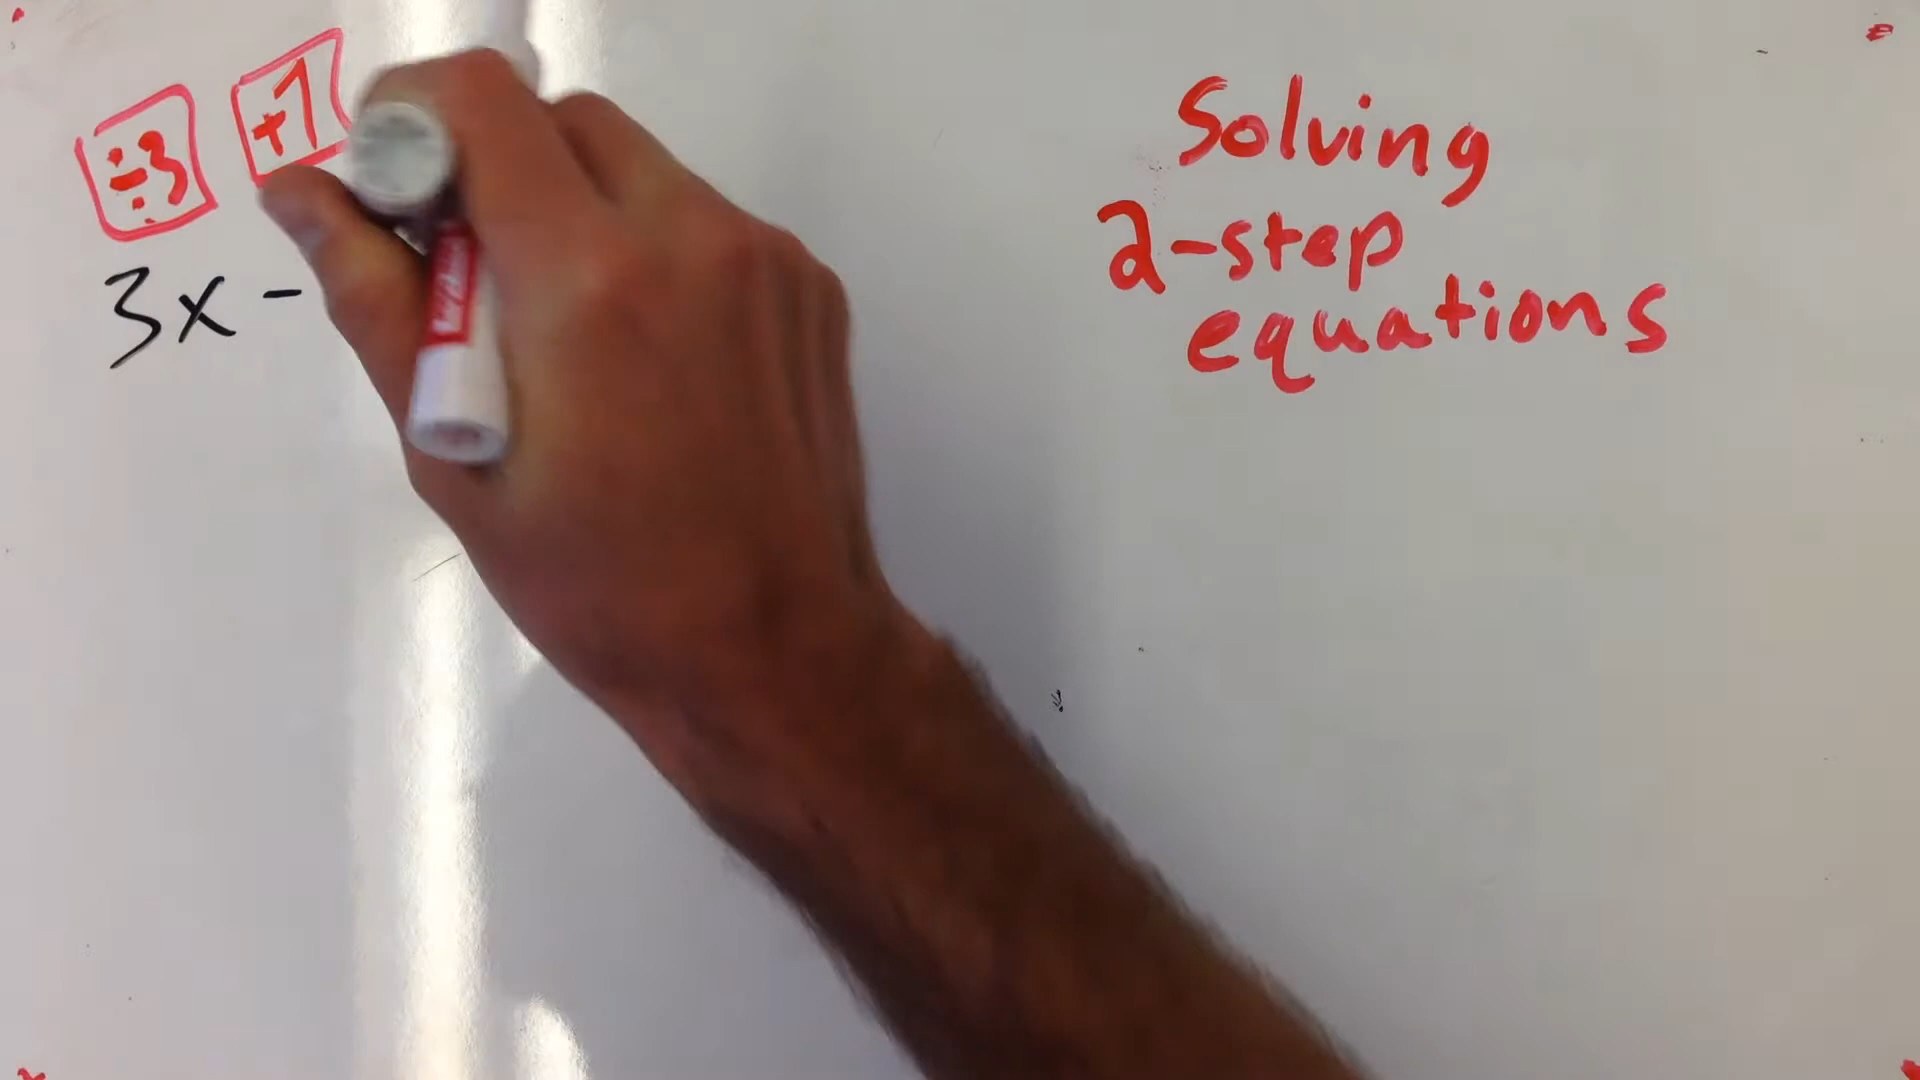 ÷3 +7
3x -
Solving
2-step
equations